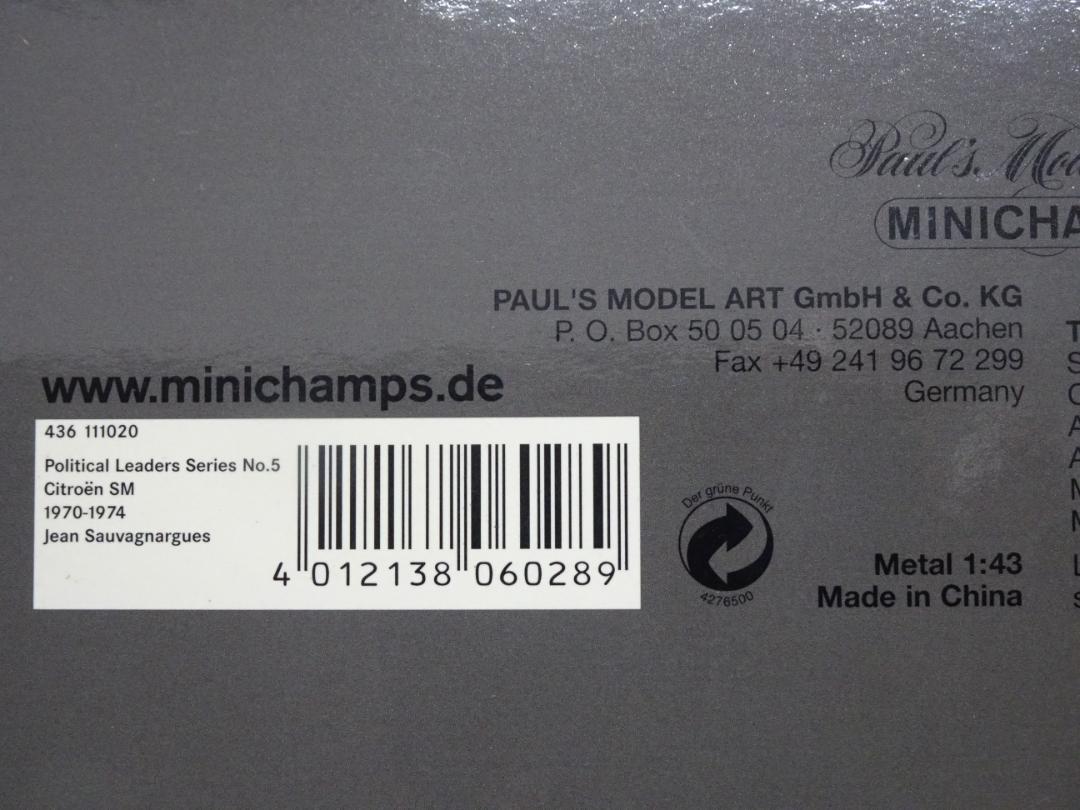 Paul's
MINICHA
PAUL'S MODEL ART GmbH & Co. KG
P. O. Box 50 05 04 · 52089 Aachen
Fax +49 241 96 72 299
Germany
www.minichamps.de
436 111020
Political Leaders Series No.5
Citroën SM
1970-1974
Jean Sauvagnargues
4 012138 060289
Der grüne Punkt
4276500
Metal 1:43
Made in China